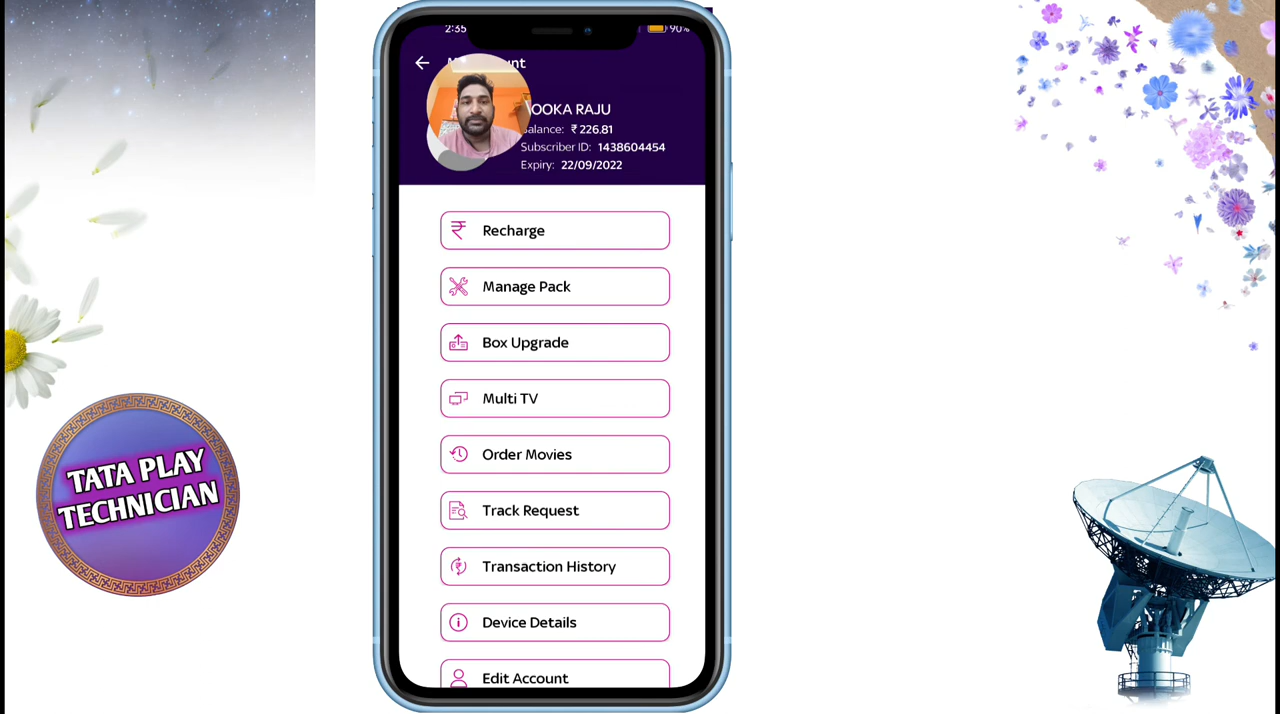 2:35
90%
OOKA RAJU
Balance: ₹ 226.81
Subscriber ID: 1438604454
Expiry: 22/09/2022
Recharge
Manage Pack
Box Upgrade
Multi TV
Order Movies
Track Request
Transaction History
Device Details
Edit Account
TATA PLAY
TECHNICIAN